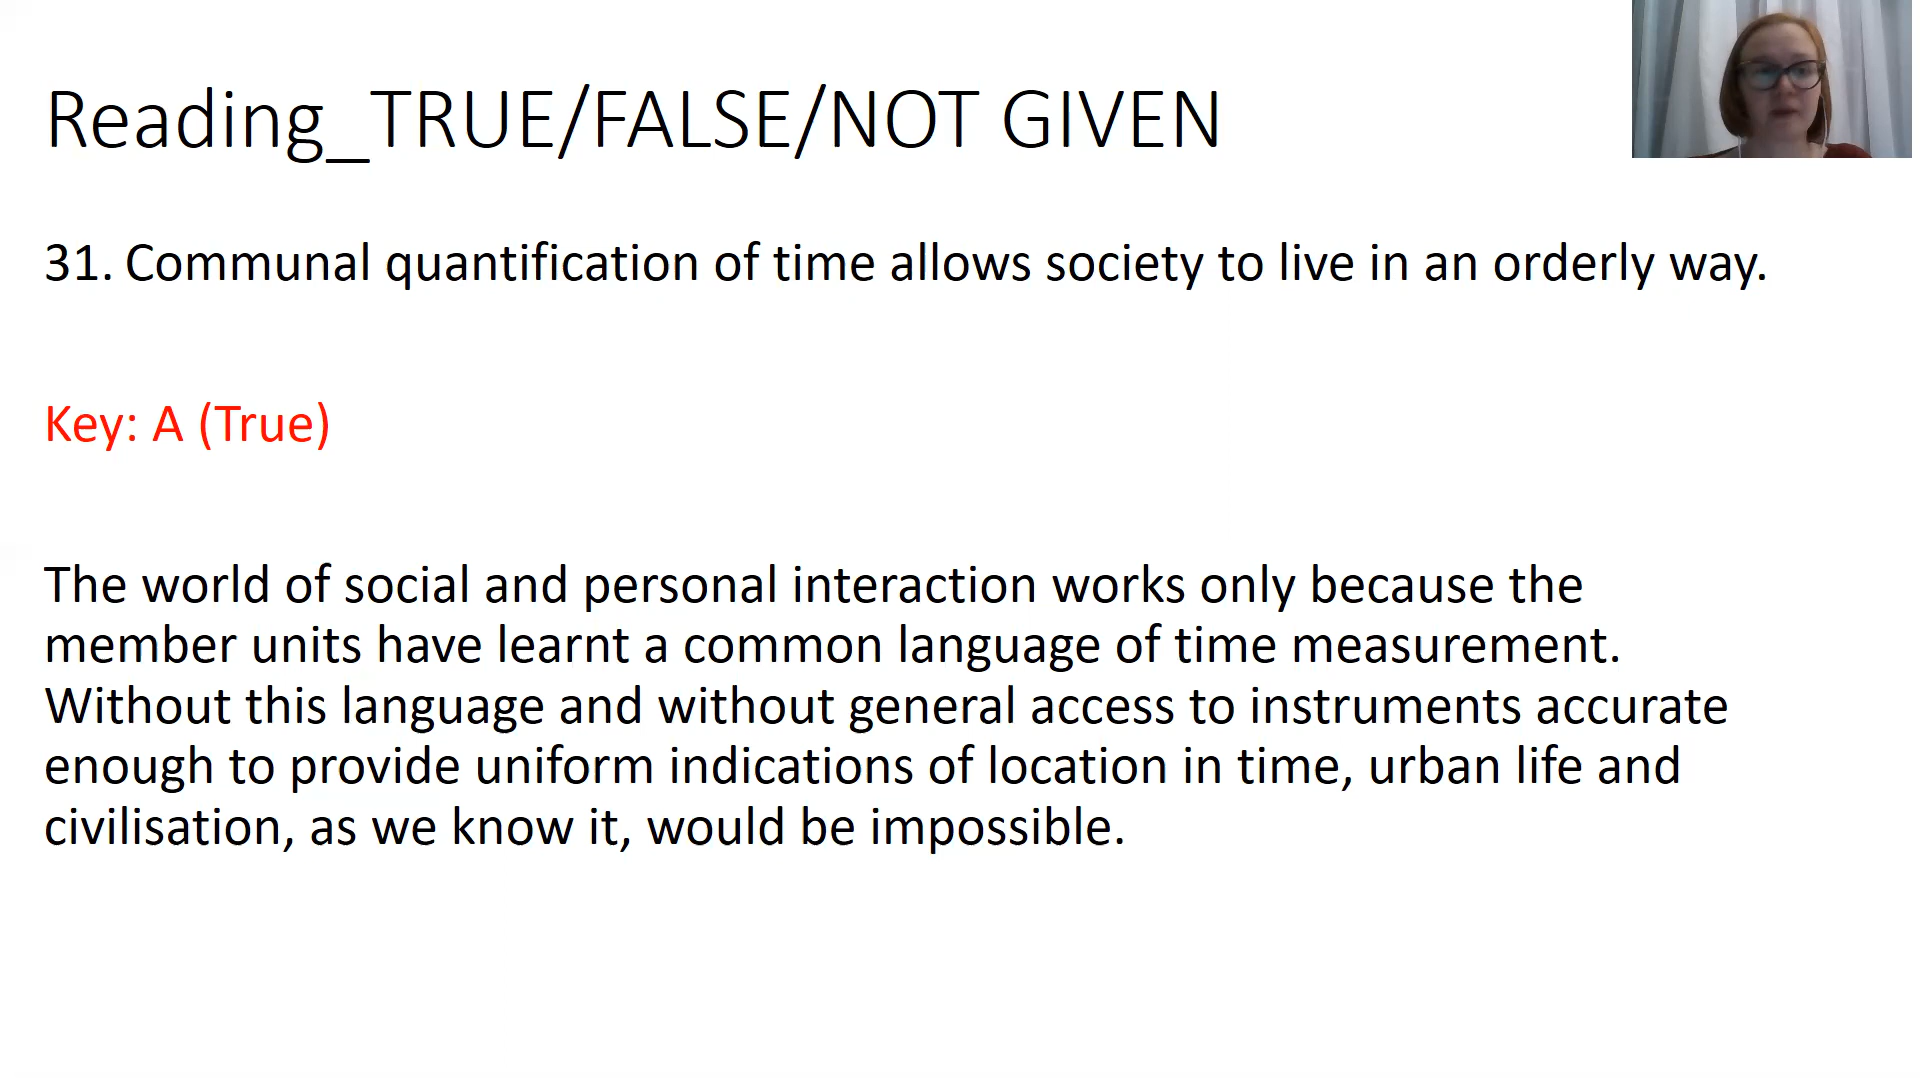 Reading_TRUE/FALSE/NOT GIVEN
31. Communal quantification of time allows society to live in an orderly way.
Key: A (True)
The world of social and personal interaction works only because the
member units have learnt a common language of time measurement.
Without this language and without general access to instruments accurate
enough to provide uniform indications of location in time, urban life and
civilisation, as we know it, would be impossible.